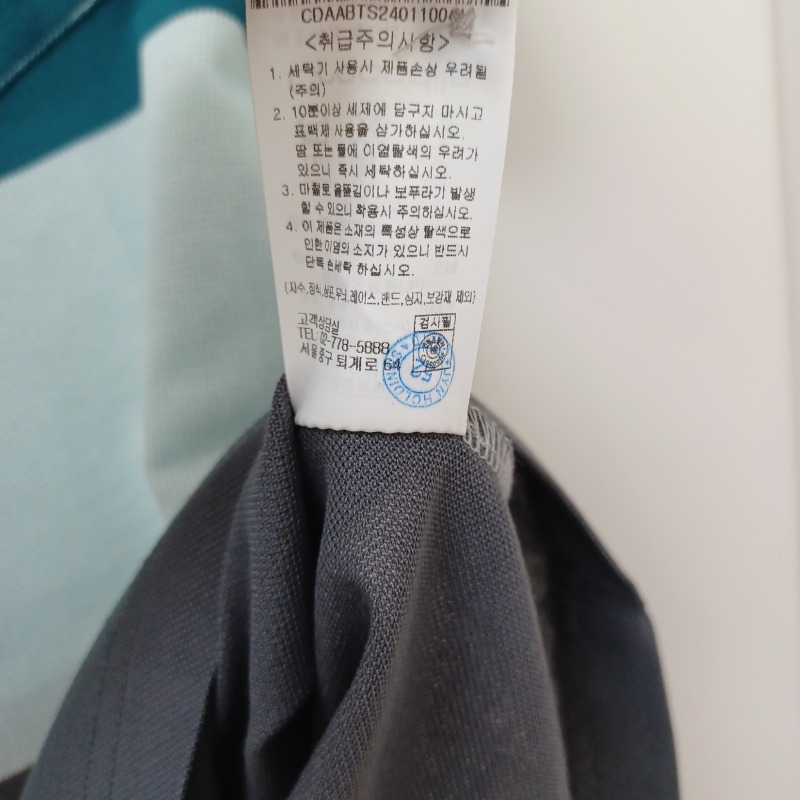 CDAABTS2401100
<취급주의사항>
1. 세탁기 사용시 제품손상 우려됨
(주의)
2. 10분이상 세제에 담구지 마시고
표백제 사용을 삼가하십시오.
땀 또는 물에 이염탈색의 우려가
있으니 즉시 세탁하십시오.
3. 마찰로 올뜯김이나 보푸라기 발생
할 수 있으니 착용시 주의하십시오.
4. 이 제품은 소재의 특성상 탈색으로
인한 이염의 소지가 있으니 반드시
단독 손세탁 하십시오.
(자수,장식,상표,무늬,레이스,밴드,심지,보강재 제외)
고객상담실
검사필
TEL: 02-778-5888
서울중구 퇴계로 64